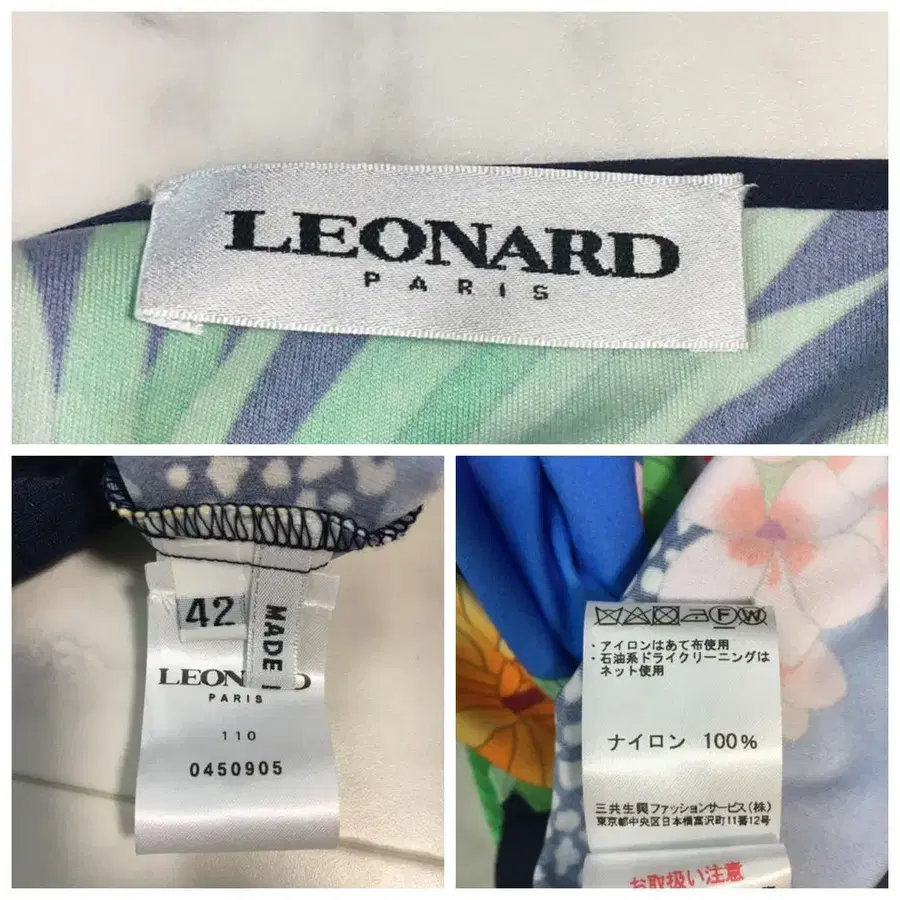 LEONARD
PARIS
42
MADE I
LEON D
PARIS
110
0450905
F W
・アイロンはあて布使用
・石油系ドライクリーニングは
ネット使用
ナイロン 100%
三共生興ファッションサービス(株)
東京都中央区日本橋富沢町11番12号
お取扱い注意